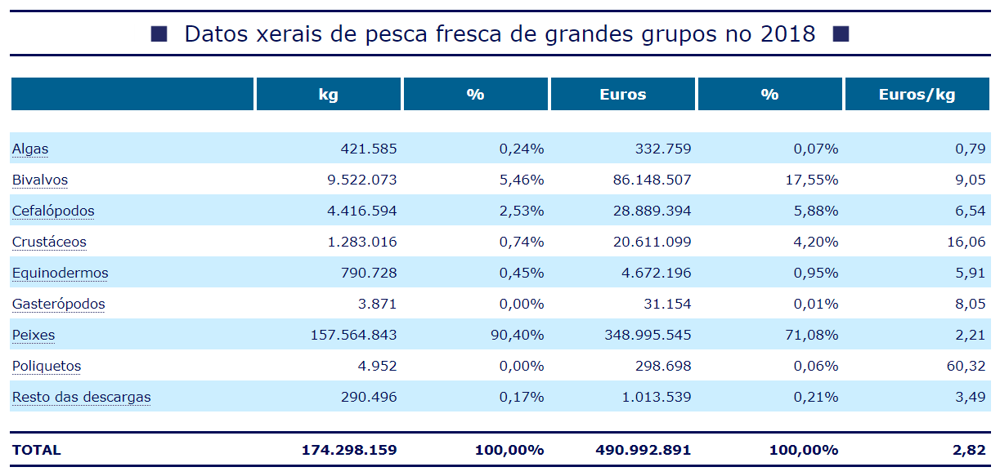 Datos xerais de pesca fresca de grandes grupos no 2018
kg % Euros % Euros/kg
Algas 421.585 0,24% 332.759 0,07% 0,79
Bivalvos 9.522.073 5,46% 86.148.507 17,55% 9,05
Cefalópodos 4.416.594 2,53% 28.889.394 5,88% 6,54
Crustáceos 1.283.016 0,74% 20.611.099 4,20% 16,06
Equinodermos 790.728 0,45% 4.672.196 0,95% 5,91
Gasterópodos 3.871 0,00% 31.154 0,01% 8,05
Peixes 157.564.843 90,40% 348.995.545 71,08% 2,21
Poliquetos 4.952 0,00% 298.698 0,06% 60,32
Resto das descargas 290.496 0,17% 1.013.539 0,21% 3,49
TOTAL 174.298.159 100,00% 490.992.891 100,00% 2,82